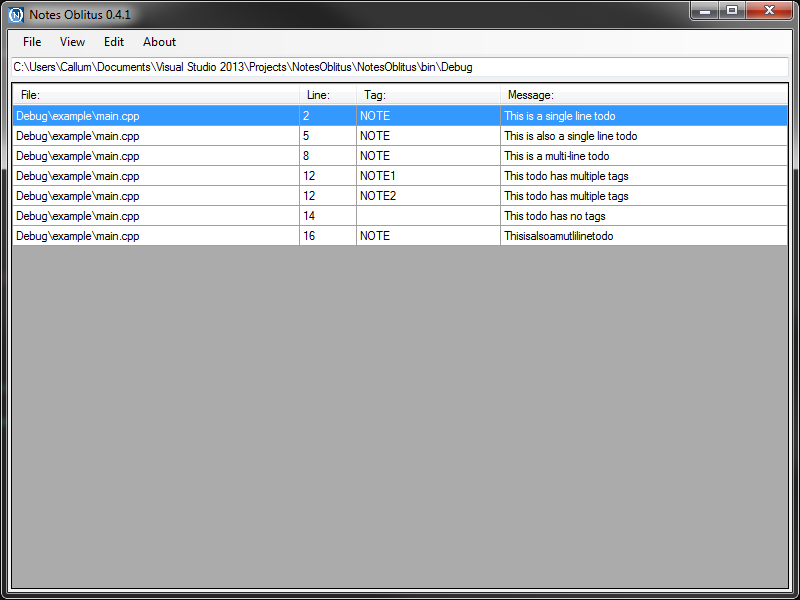 Notes Oblitus 0.4.1
File View Edit About
C:\Users\Callum\Documents\Visual Studio 2013\Projects\NotesOblitus\NotesOblitus\bin\Debug
File: Line: Tag: Message:
Debug\example\main.cpp 2 NOTE This is a single line todo
Debug\example\main.cpp 5 NOTE This is also a single line todo
Debug\example\main.cpp 8 NOTE This is a multi-line todo
Debug\example\main.cpp 12 NOTE1 This todo has multiple tags
Debug\example\main.cpp 12 NOTE2 This todo has multiple tags
Debug\example\main.cpp 14 This todo has no tags
Debug\example\main.cpp 16 NOTE Thisisalsoamutlilinetodo